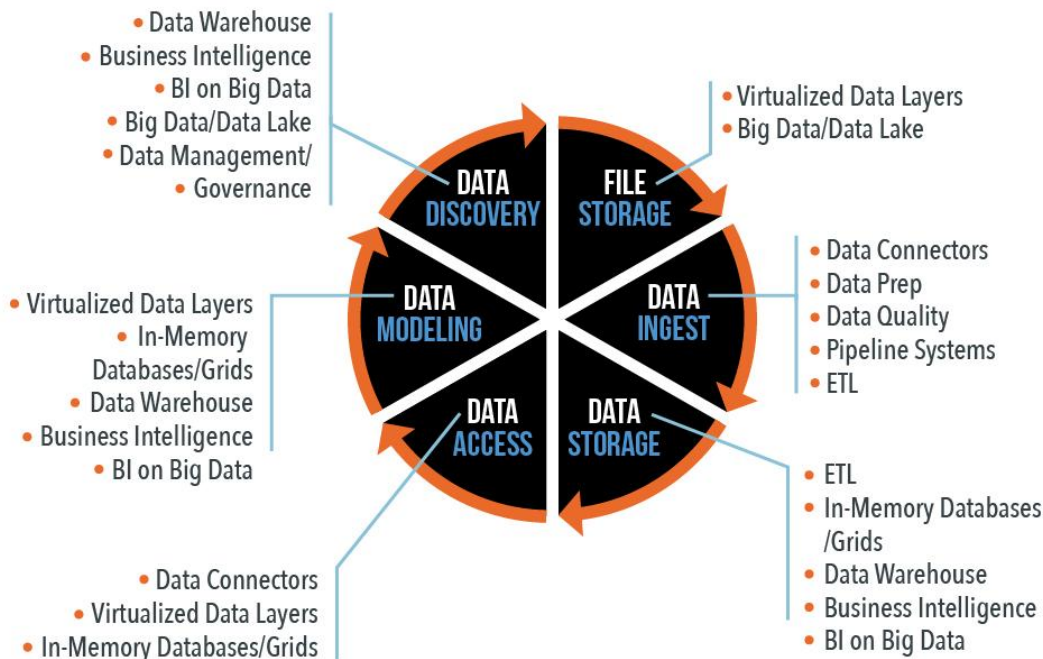 • Data Warehouse
• Business Intelligence
• BI on Big Data
• Big Data/Data Lake
• Data Management/
• Governance
• Virtualized Data Layers
• Big Data/Data Lake
DATA
DISCOVERY
FILE
STORAGE
• Virtualized Data Layers
• In-Memory
Databases/Grids
• Data Warehouse
• Business Intelligence
• BI on Big Data
DATA
MODELING
DATA
INGEST
• Data Connectors
• Data Prep
• Data Quality
• Pipeline Systems
• ETL
DATA
ACCESS
DATA
STORAGE
• Data Connectors
• Virtualized Data Layers
• In-Memory Databases/Grids
• ETL
• In-Memory Databases
/Grids
• Data Warehouse
• Business Intelligence
• BI on Big Data